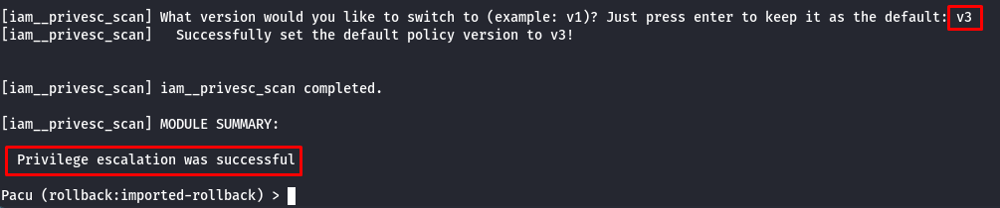 [iam__privesc_scan] What version would you like to switch to (example: v1)? Just press enter to keep it as the default: v3
[iam__privesc_scan]   Successfully set the default policy version to v3!
[iam__privesc_scan] iam__privesc_scan completed.
[iam__privesc_scan] MODULE SUMMARY:
Privilege escalation was successful
Pacu (rollback:imported-rollback) >